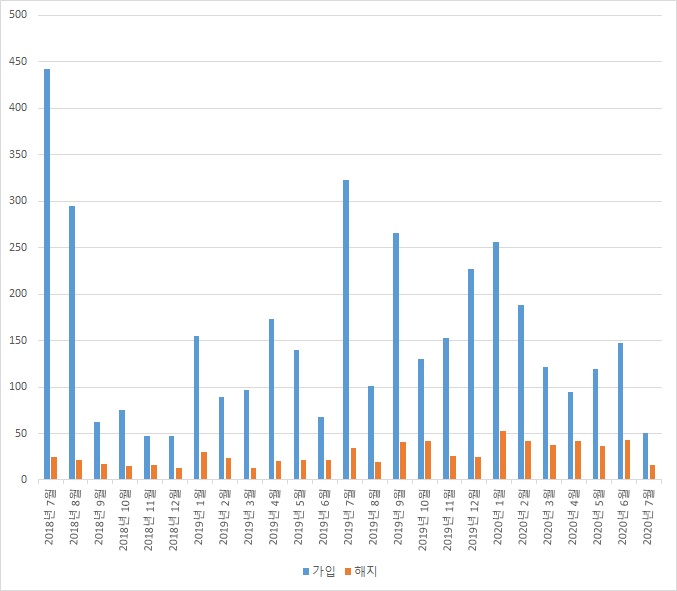 500
450
400
350
300
250
200
150
100
50
0
2018년 7월
2018년 8월
2018년 9월
2018년 10월
2018년 11월
2018년 12월
2019년 1월
2019년 2월
2019년 3월
2019년 4월
2019년 5월
2019년 6월
2019년 7월
2019년 8월
2019년 9월
2019년 10월
2019년 11월
2019년 12월
2020년 1월
2020년 2월
2020년 3월
2020년 4월
2020년 5월
2020년 6월
2020년 7월
가입 해지